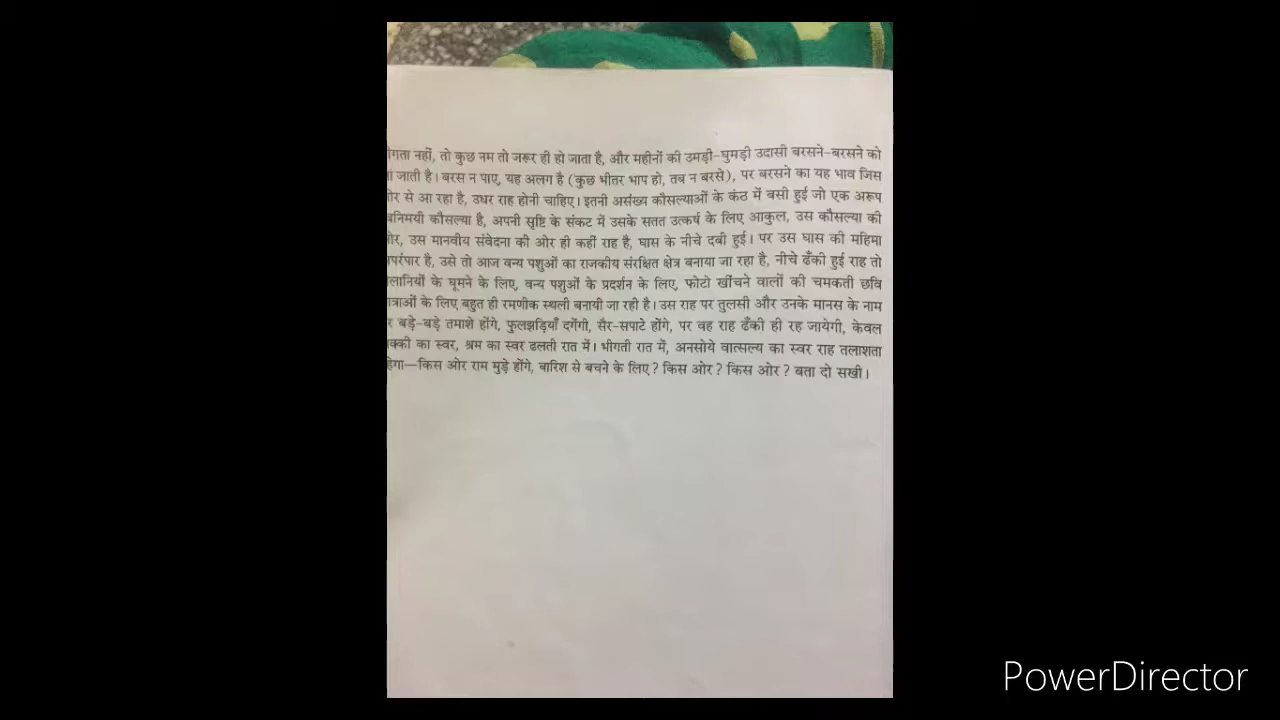 गता नहीं, तो कुछ नम तो जरूर ही हो जाता है, और महीनों की उमड़ी-घुमड़ी उदासी बरसने-बरसने को
जाती है। बरस न पाए, यह अलग है (कुछ भीतर भाप हो, तब न बरसे), पर बरसने का यह भाव जिस
ओर से आ रहा है, उधर राह होनी चाहिए। इतनी असंख्य कौसल्याओं के कंठ में बसी हुई जो एक अरूप
वनिमयी कौसल्या है, अपनी सृष्टि के संकट में उसके सतत उत्कर्ष के लिए आकुल, उस कौसल्या की
ओर, उस मानवीय संवेदना की ओर ही कहीं राह है, घास के नीचे दबी हुई। पर उस घास की महिमा
परंपार है, उसे तो आज वन्य पशुओं का राजकीय संरक्षित क्षेत्र बनाया जा रहा है, नीचे ढँकी हुई राह तो
लानियों के घूमने के लिए, वन्य पशुओं के प्रदर्शन के लिए, फोटो खींचने वालों की चमकती छवि
त्राओं के लिए बहुत ही रमणीक स्थली बनायी जा रही है। उस राह पर तुलसी और उनके मानस के नाम
र बड़े-बड़े तमाशे होंगे, फुलझड़ियाँ दगेंगी, सैर-सपाटे होंगे, पर वह राह ढँकी ही रह जायेगी, केवल
क्की का स्वर, श्रम का स्वर ढलती रात में। भीगती रात में, अनसोये वात्सल्य का स्वर राह तलाशता
हेगा—किस ओर राम मुड़े होंगे, बारिश से बचने के लिए? किस ओर? किस ओर? बता दो सखी।
PowerDirector